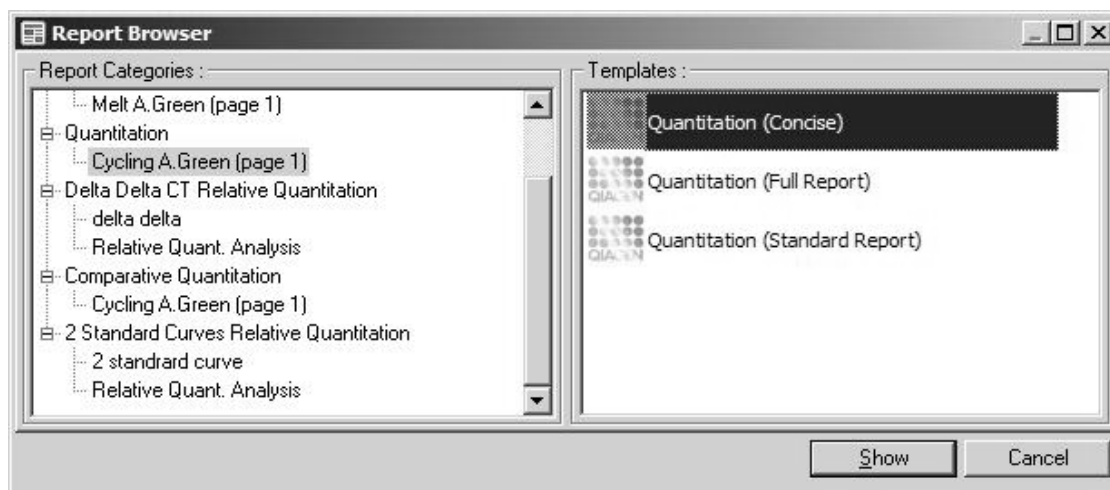 Report Browser
Report Categories :
Melt A.Green (page 1)
Quantitation
Cycling A.Green (page 1)
Delta Delta CT Relative Quantitation
delta delta
Relative Quant. Analysis
Comparative Quantitation
Cycling A.Green (page 1)
2 Standard Curves Relative Quantitation
2 standrard curve
Relative Quant. Analysis
Templates :
Quantitation (Concise)
Quantitation (Full Report)
QIAGEN
Quantitation (Standard Report)
QIAGEN
Show
Cancel